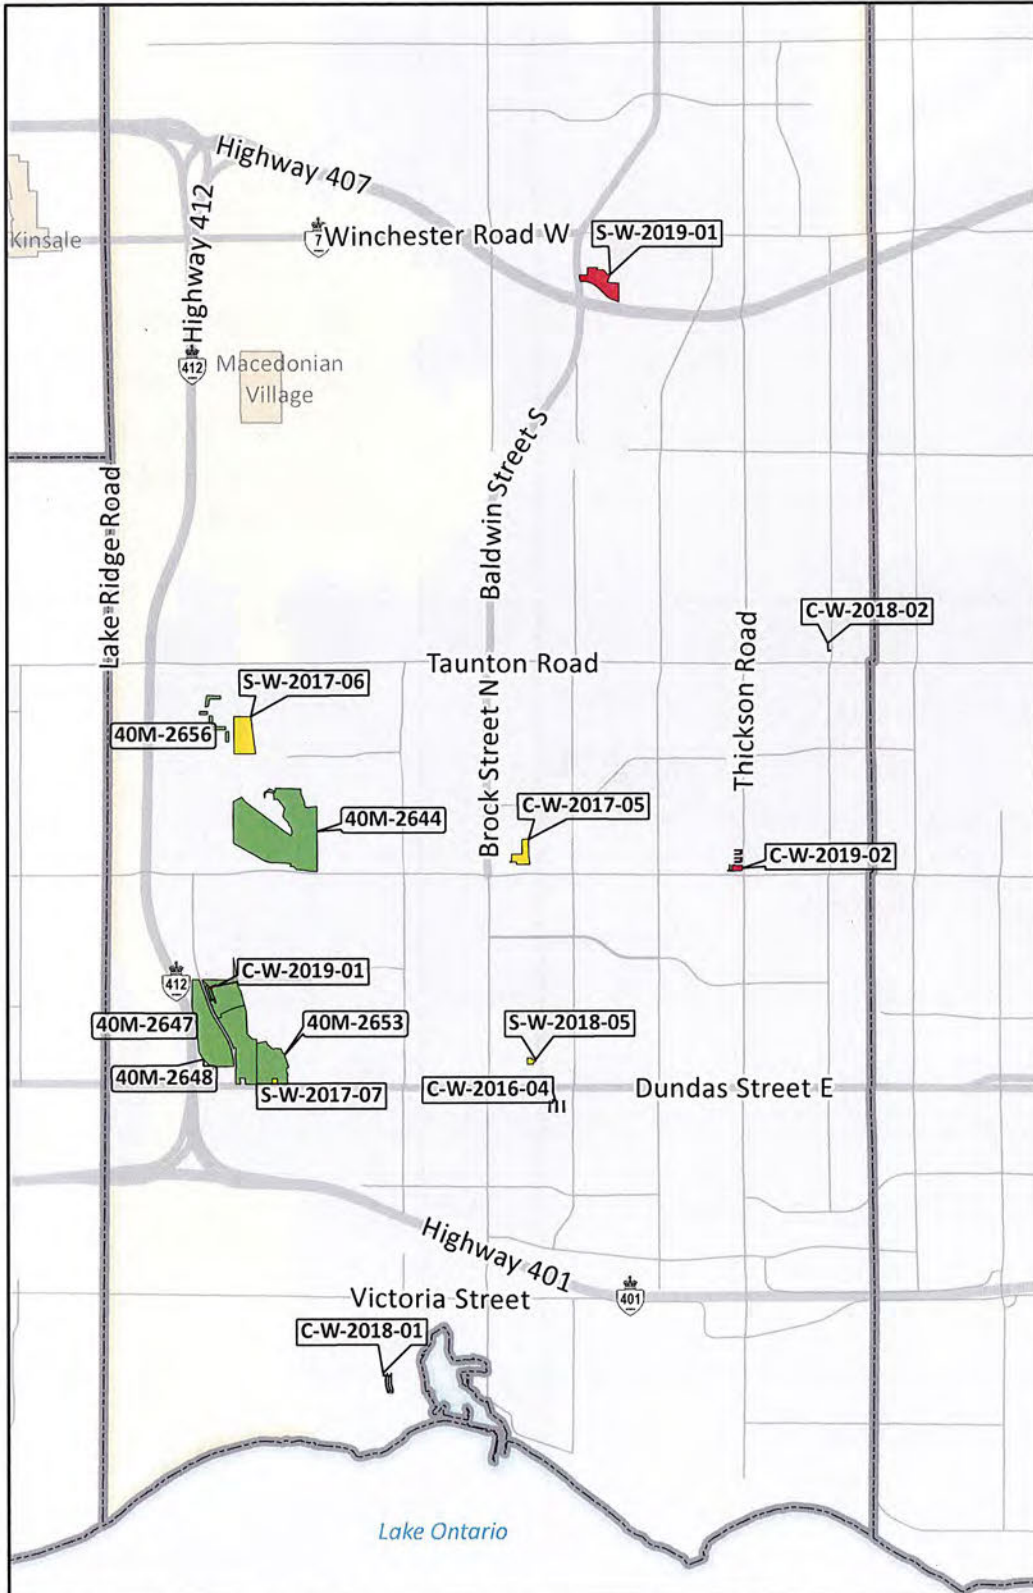 Highway 407
Highway 412
Kinsale
7
Winchester Road W
S-W-2019-01
412
Macedonian
Village
Baldwin Street S
Lake Ridge Road
C-W-2018-02
Taunton Road
Thickson Road
S-W-2017-06
40M-2656
Brock Street N
C-W-2017-05
40M-2644
C-W-2019-02
C-W-2019-01
412
40M-2647
40M-2653
S-W-2018-05
40M-2648
S-W-2017-07
C-W-2016-04
Dundas Street E
Highway 401
401
Victoria Street
C-W-2018-01
Lake Ontario